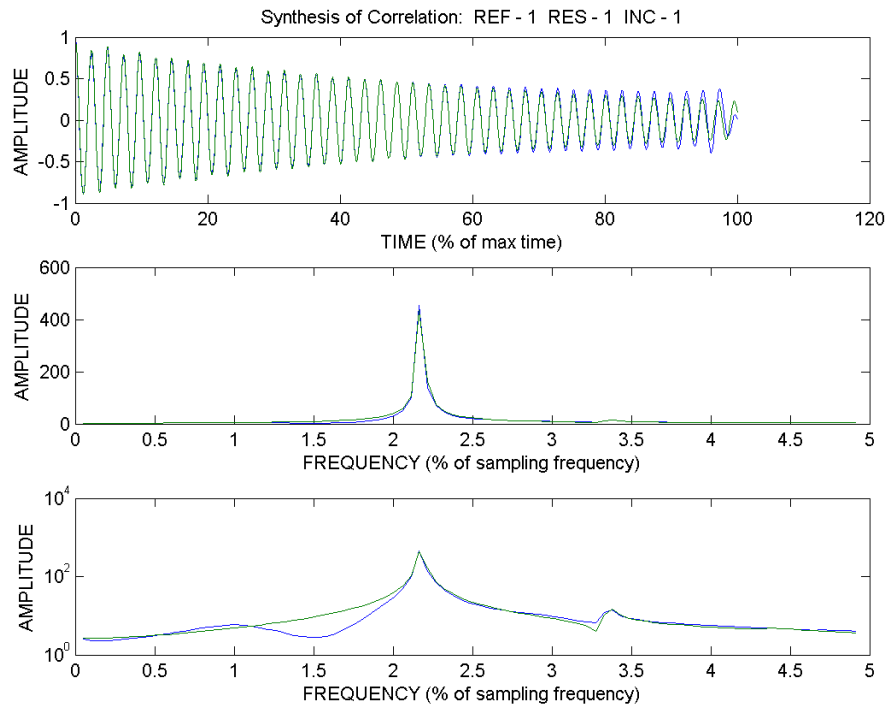 Synthesis of Correlation:  REF - 1  RES - 1  INC - 1
AMPLITUDE
1
0.5
0
-0.5
-1
0 20 40 60 80 100 120
TIME (% of max time)
AMPLITUDE
600
400
200
0
0 0.5 1 1.5 2 2.5 3 3.5 4 4.5 5
FREQUENCY (% of sampling frequency)
AMPLITUDE
10^4
10^2
10^0
0 0.5 1 1.5 2 2.5 3 3.5 4 4.5 5
FREQUENCY (% of sampling frequency)